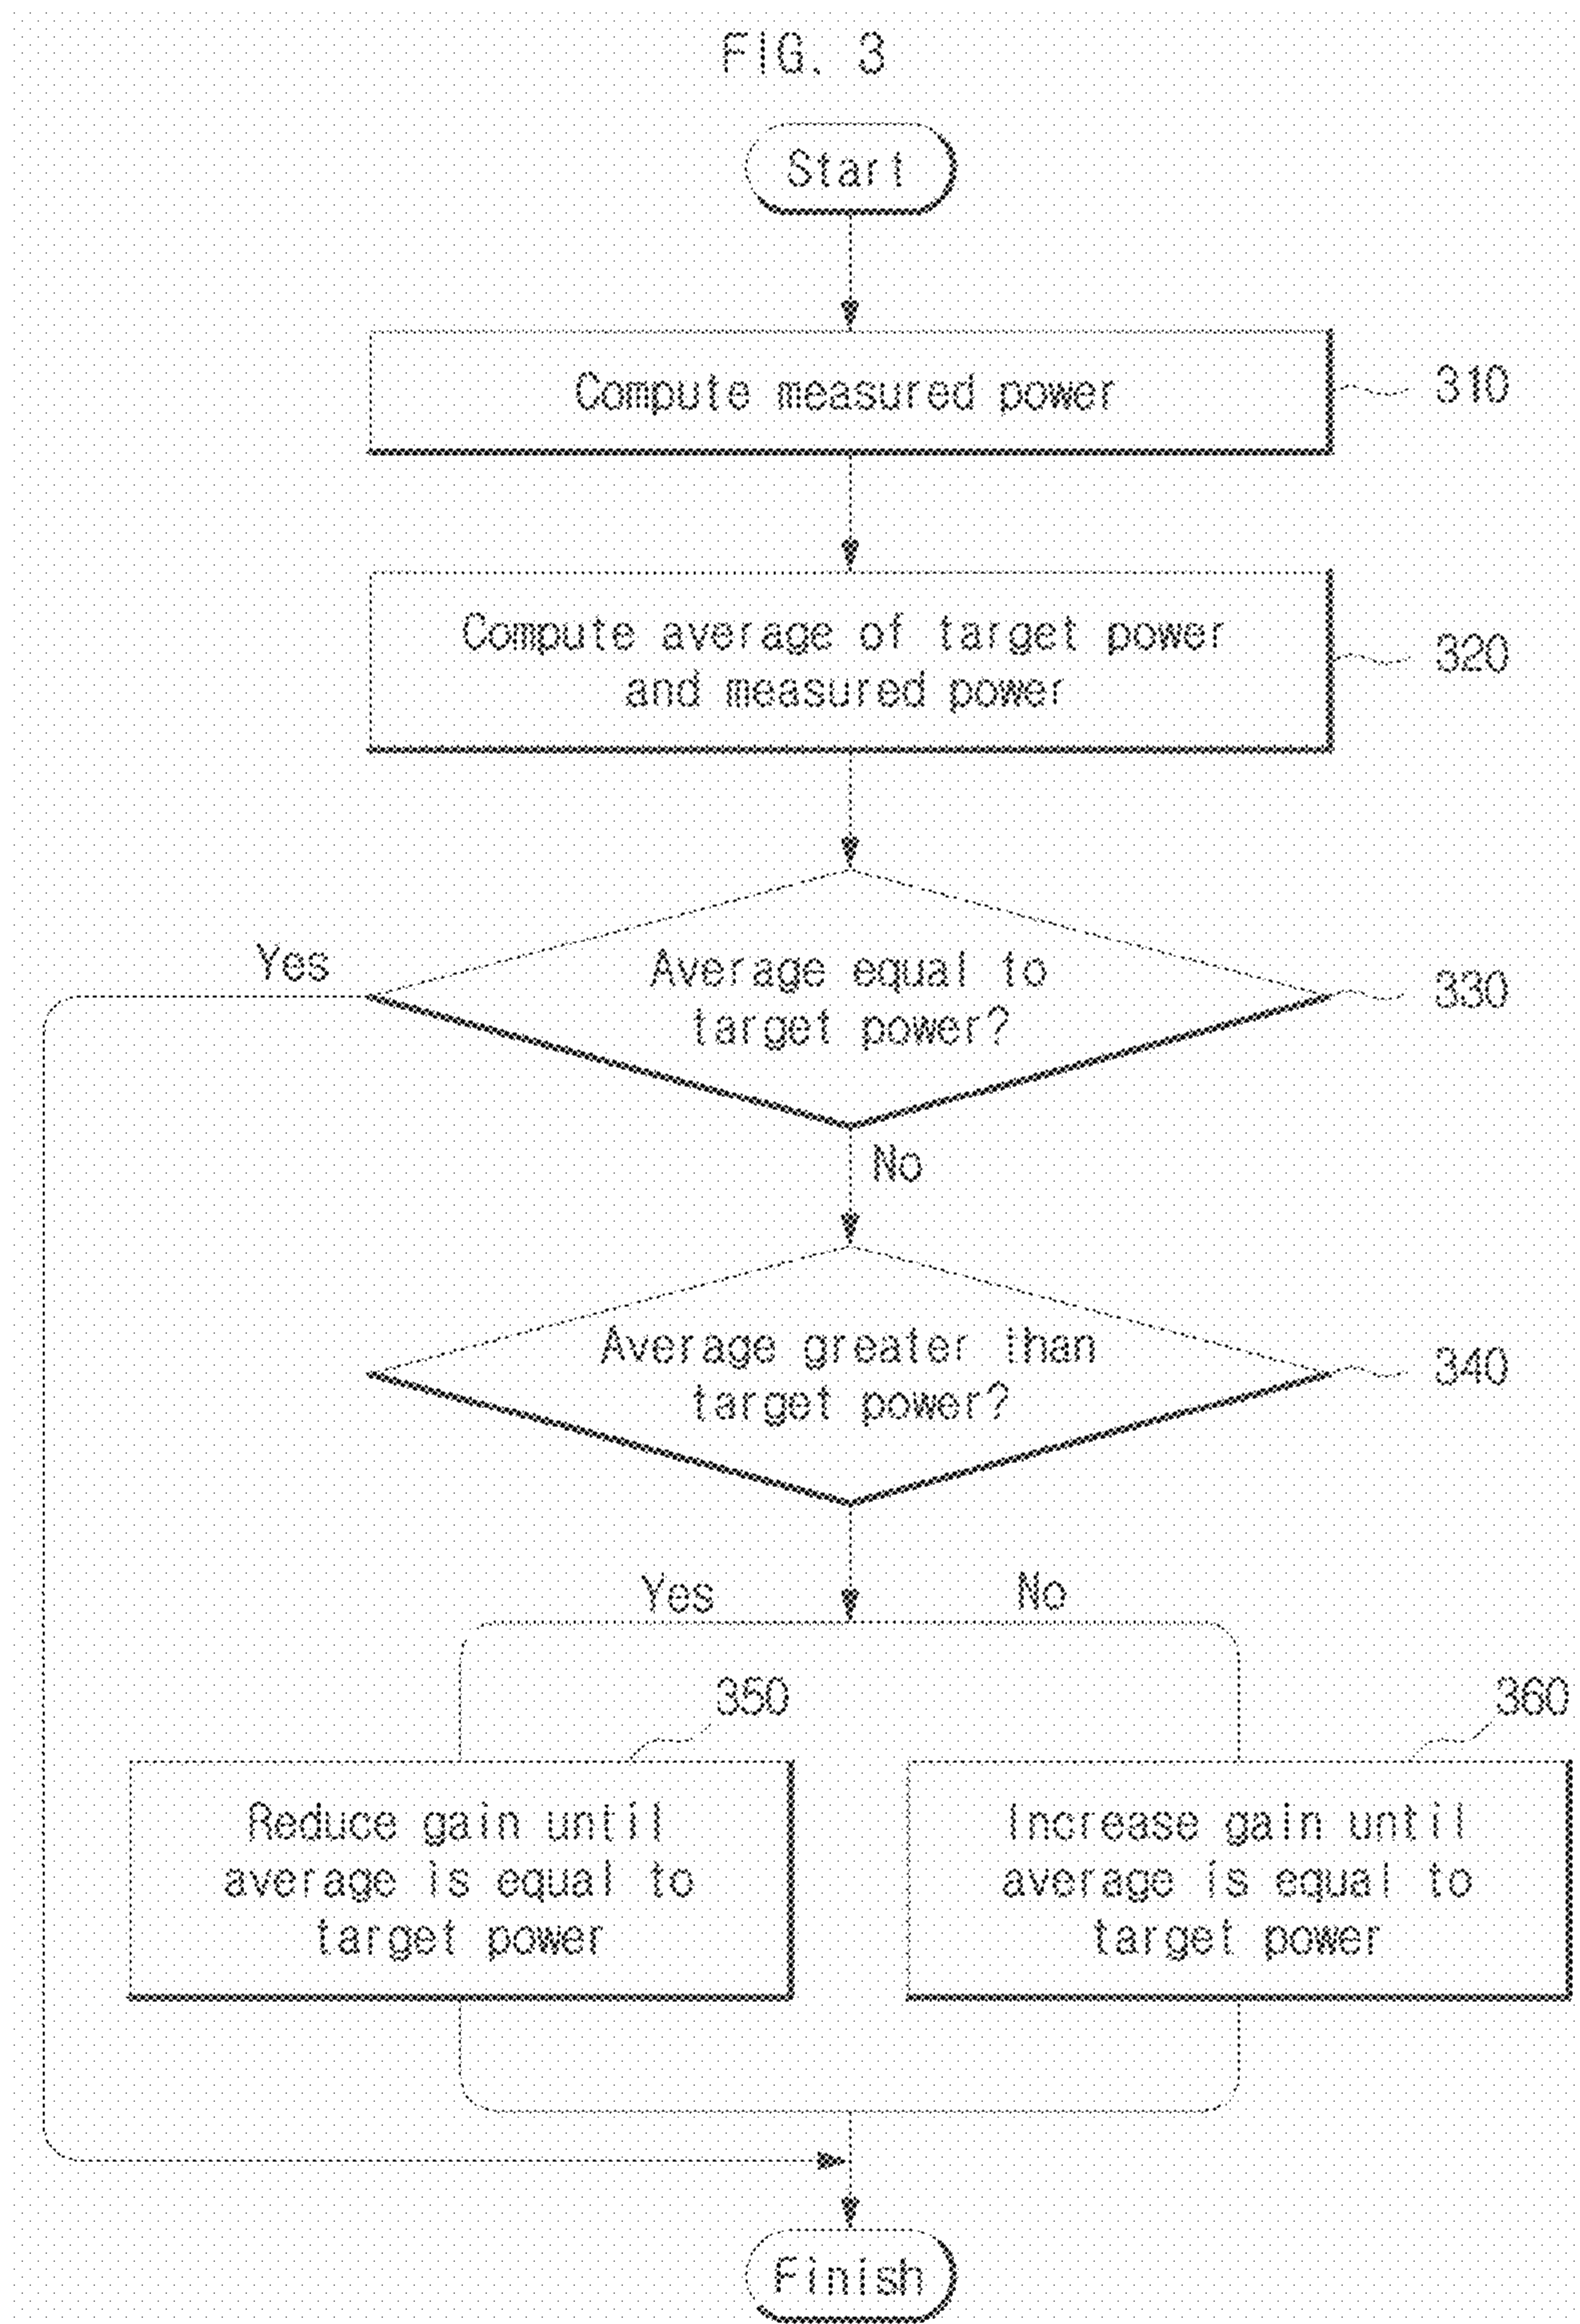 FIG. 3
Start
Compute measured power
310
Compute average of target power
and measured power
320
Yes
Average equal to
target power?
330
No
Average greater than
target power?
340
Yes
No
350
360
Reduce gain until
average is equal to
target power
Increase gain until
average is equal to
target power
Finish